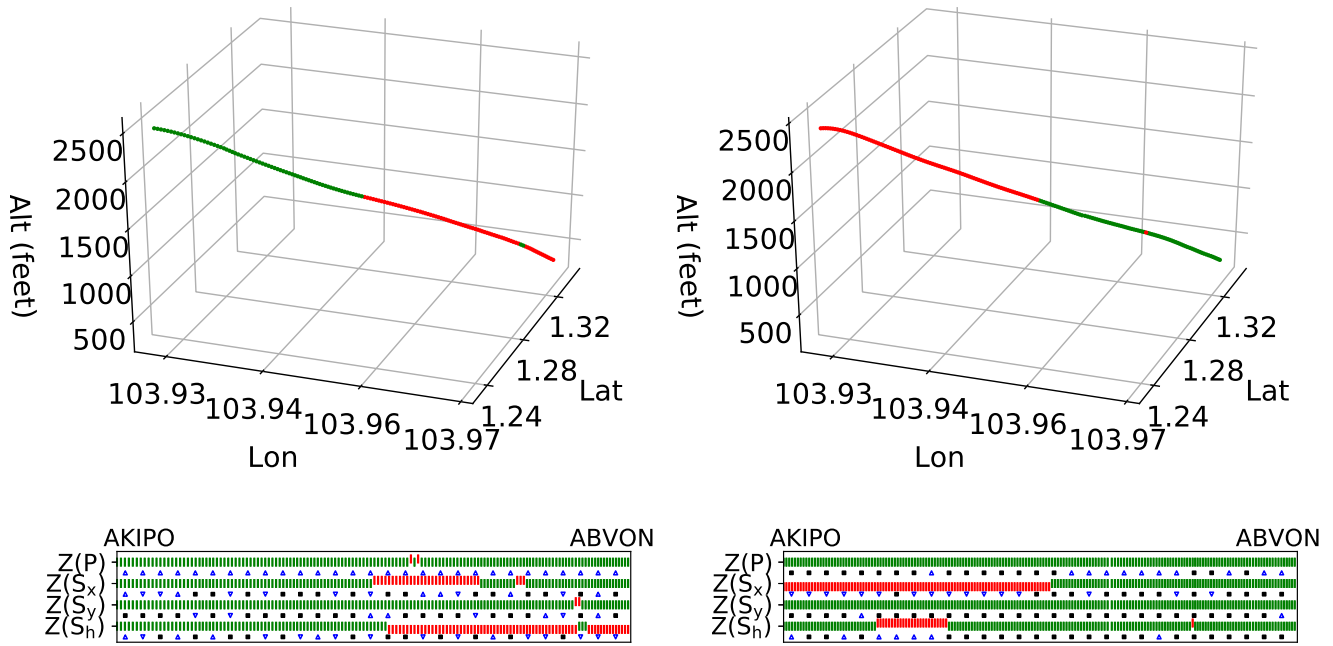 2500
2000
1500
1000
500
Alt (feet)
103.93
103.94
103.96
103.97
Lon
1.32
1.28
1.24
Lat
2500
2000
1500
1000
500
Alt (feet)
103.93
103.94
103.96
103.97
Lon
1.32
1.28
1.24
Lat
AKIPO ABVON
Z(P)
Z(Sx)
Z(Sy)
Z(Sh)
AKIPO ABVON
Z(P)
Z(Sx)
Z(Sy)
Z(Sh)